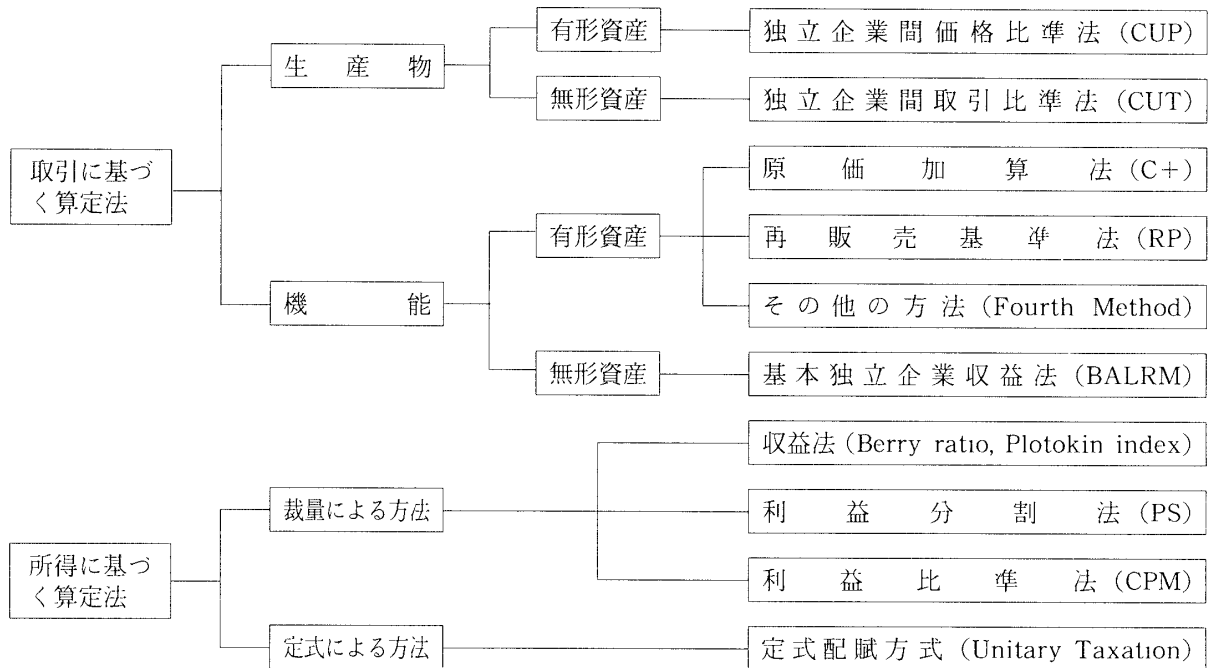 有形資産
独立企業間価格比準法 (CUP)
生産物
無形資産
独立企業間取引比準法 (CUT)
取引に基づ
く算定法
原価加算法 (C+)
有形資産
再販売基準法 (RP)
機能
その他の方法 (Fourth Method)
無形資産
基本独立企業収益法 (BALRM)
収益法 (Berry ratio, Plotokin index)
裁量による方法
利益分割法 (PS)
所得に基づ
く算定法
利益比準法 (CPM)
定式による方法
定式配賦方式 (Unitary Taxation)